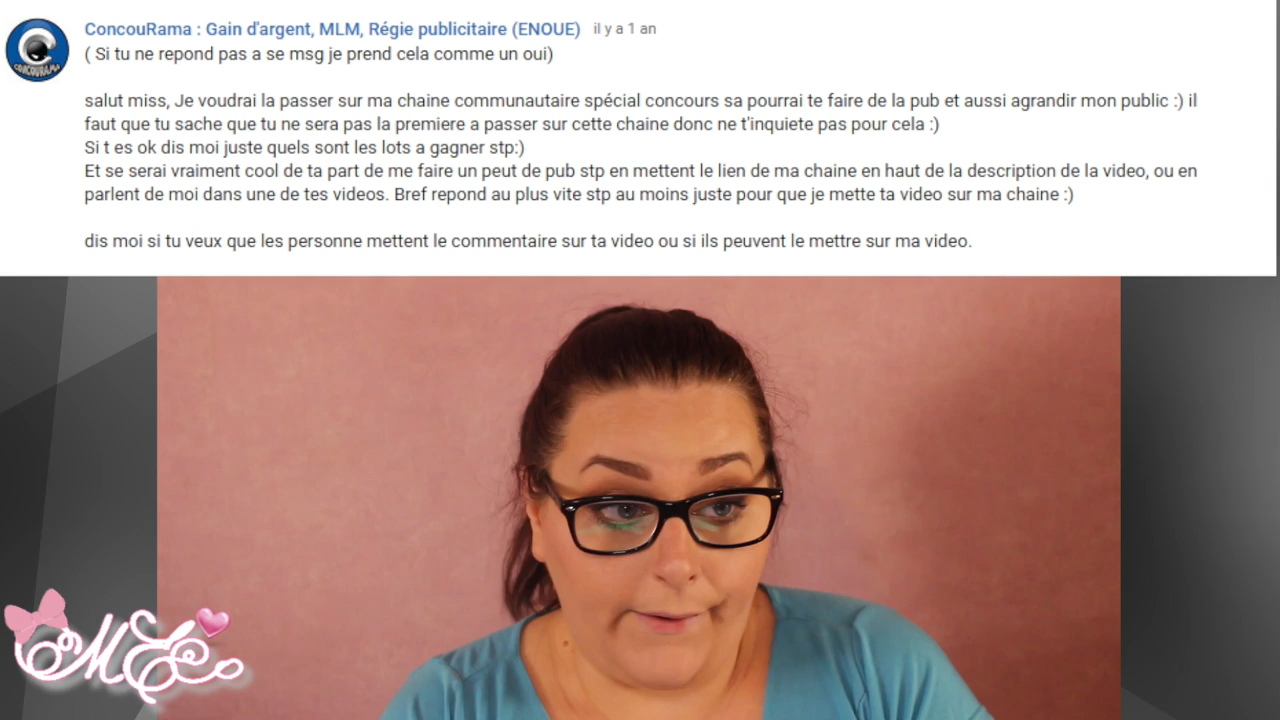 ConcouRama : Gain d'argent, MLM, Régie publicitaire (ENOUE) il y a 1 an
( Si tu ne repond pas a se msg je prend cela comme un oui)
salut miss, Je voudrai la passer sur ma chaine communautaire spécial concours sa pourrai te faire de la pub et aussi agrandir mon public :) il
faut que tu sache que tu ne sera pas la premiere a passer sur cette chaine donc ne t'inquiete pas pour cela :)
Si t es ok dis moi juste quels sont les lots a gagner stp:)
Et se serai vraiment cool de ta part de me faire un peut de pub stp en mettent le lien de ma chaine en haut de la description de la video, ou en
parlent de moi dans une de tes videos. Bref repond au plus vite stp au moins juste pour que je mette ta video sur ma chaine :)
dis moi si tu veux que les personne mettent le commentaire sur ta video ou si ils peuvent le mettre sur ma video.
CONCOURAMA